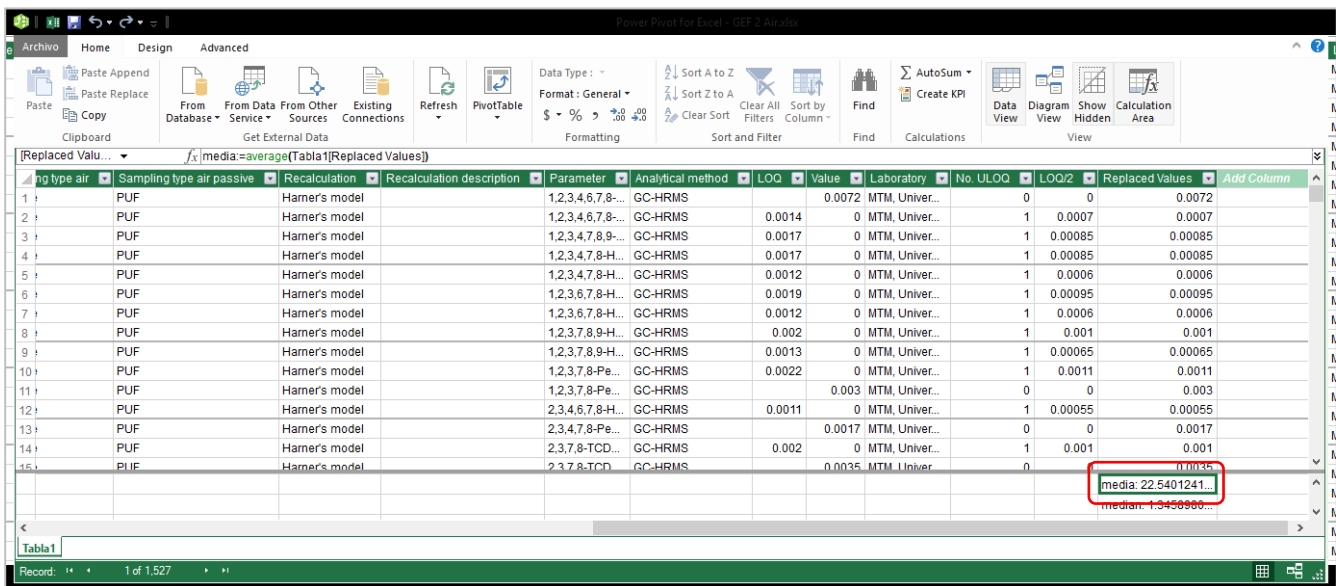 Power Pivot for Excel - GEF 2 Air.xlsx
Archivo Home Design Advanced
Paste Paste Append Paste Replace Copy
From Database From Data Service From Other Sources Existing Connections
Refresh PivotTable
Data Type : Format : General $ % , .00
Sort A to Z Sort Z to A Clear Sort Clear All Filters Sort by Column
Find
AutoSum Create KPI
Data View Diagram View Show Hidden Calculation Area
Clipboard Get External Data Formatting Sort and Filter Find Calculations View
[Replaced Valu... fx media:=average(Tabla1[Replaced Values])
ng type air Sampling type air passive Recalculation Recalculation description Parameter Analytical method LOQ Value Laboratory No. ULOQ LOQ/2 Replaced Values Add Column
1 PUF Harner's model 1,2,3,4,6,7,8-... GC-HRMS 0.0072 MTM, Univer... 0 0 0.0072
2 PUF Harner's model 1,2,3,4,6,7,8-... GC-HRMS 0.0014 0 MTM, Univer... 1 0.0007 0.0007
3 PUF Harner's model 1,2,3,4,7,8,9-... GC-HRMS 0.0017 0 MTM, Univer... 1 0.00085 0.00085
4 PUF Harner's model 1,2,3,4,7,8-H... GC-HRMS 0.0017 0 MTM, Univer... 1 0.00085 0.00085
5 PUF Harner's model 1,2,3,4,7,8-H... GC-HRMS 0.0012 0 MTM, Univer... 1 0.0006 0.0006
6 PUF Harner's model 1,2,3,6,7,8-H... GC-HRMS 0.0019 0 MTM, Univer... 1 0.00095 0.00095
7 PUF Harner's model 1,2,3,6,7,8-H... GC-HRMS 0.0012 0 MTM, Univer... 1 0.0006 0.0006
8 PUF Harner's model 1,2,3,7,8,9-H... GC-HRMS 0.002 0 MTM, Univer... 1 0.001 0.001
9 PUF Harner's model 1,2,3,7,8,9-H... GC-HRMS 0.0013 0 MTM, Univer... 1 0.00065 0.00065
10 PUF Harner's model 1,2,3,7,8-Pe... GC-HRMS 0.0022 0 MTM, Univer... 1 0.0011 0.0011
11 PUF Harner's model 1,2,3,7,8-Pe... GC-HRMS 0.003 MTM, Univer... 0 0 0.003
12 PUF Harner's model 2,3,4,6,7,8-H... GC-HRMS 0.0011 0 MTM, Univer... 1 0.00055 0.00055
13 PUF Harner's model 2,3,4,7,8-Pe... GC-HRMS 0.0017 MTM, Univer... 0 0 0.0017
14 PUF Harner's model 2,3,7,8-TCD... GC-HRMS 0.002 0 MTM, Univer... 1 0.001 0.001
15 PUF Harner's model 2,3,7,8-TCD... GC-HRMS 0.0035 MTM, Univer... 0 0.0035
media: 22.5401241...
median:
Tabla1
Record: 1 of 1,527